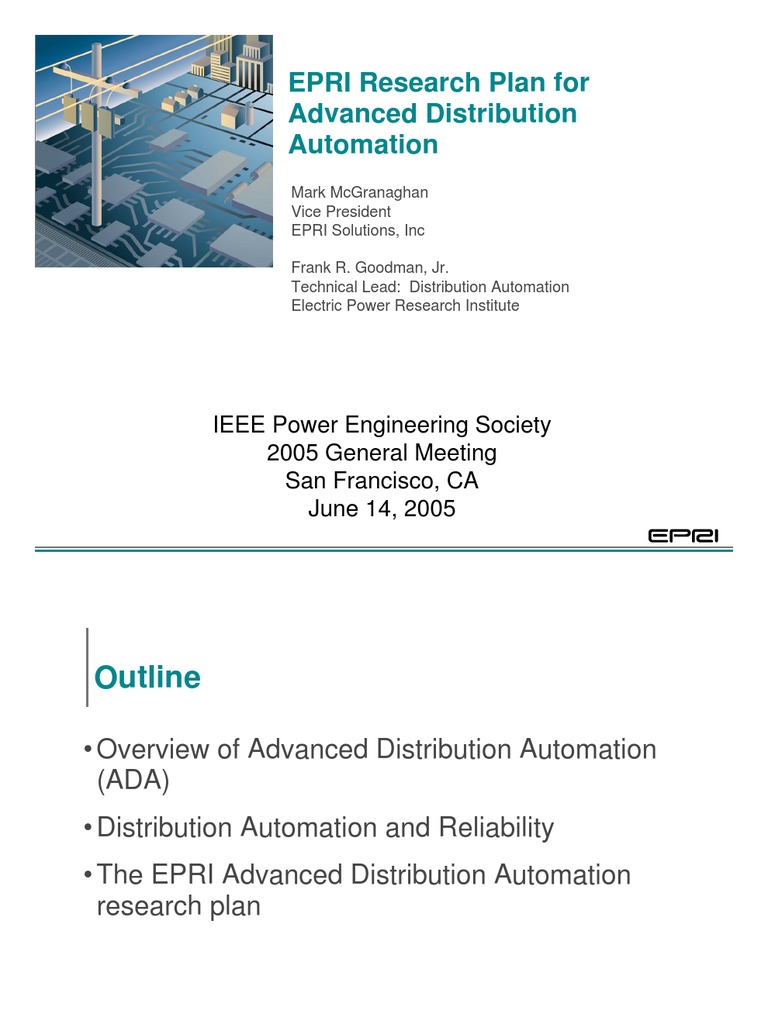 EPRI Research Plan for
Advanced Distribution
Automation
Mark McGranaghan
Vice President
EPRI Solutions, Inc
Frank R. Goodman, Jr.
Technical Lead:  Distribution Automation
Electric Power Research Institute
IEEE Power Engineering Society
2005 General Meeting
San Francisco, CA
June 14, 2005
EPRI
Outline
•Overview of Advanced Distribution Automation
(ADA)
•Distribution Automation and Reliability
•The EPRI Advanced Distribution Automation
research plan